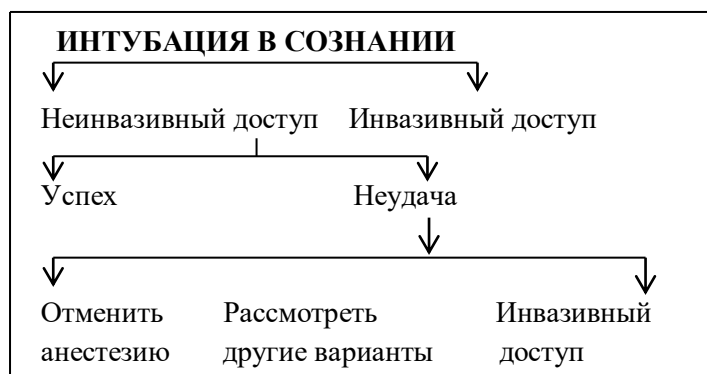 ИНТУБАЦИЯ В СОЗНАНИИ
Неинвазивный доступ Инвазивный доступ
Успех Неудача
Отменить Рассмотреть Инвазивный
анестезию другие варианты доступ